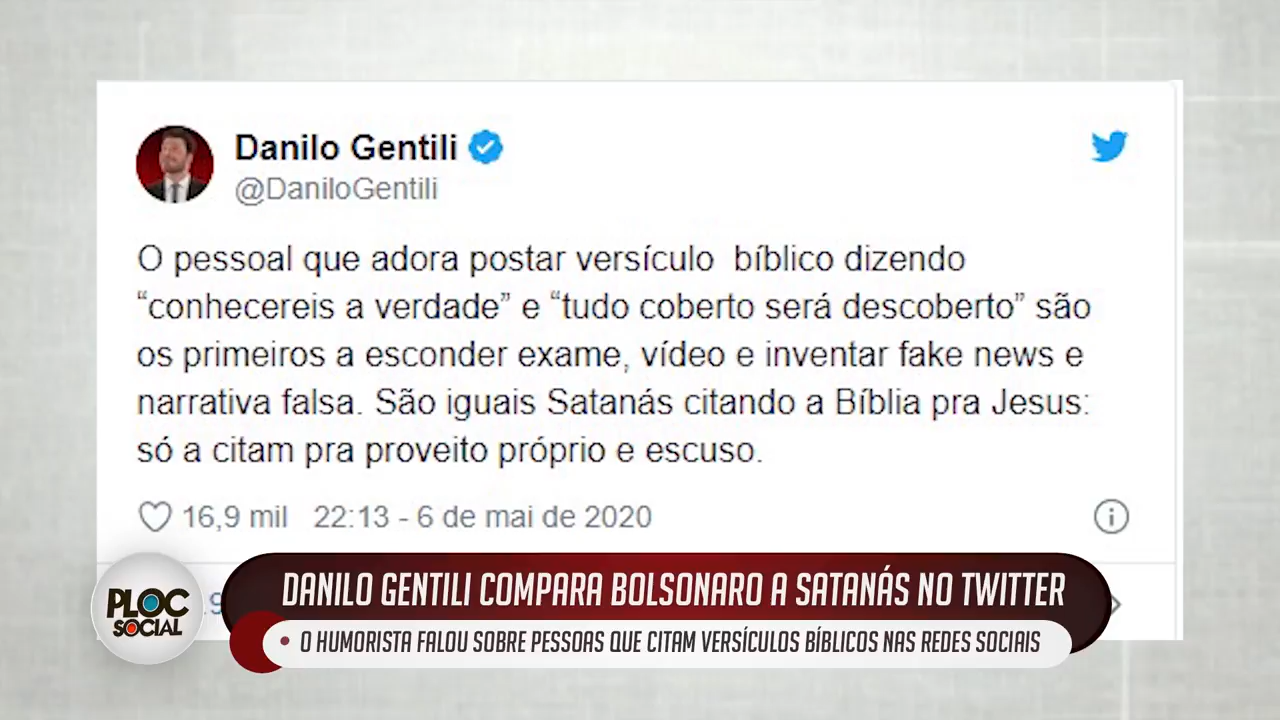 Danilo Gentili
@DaniloGentili
O pessoal que adora postar versículo  bíblico dizendo
“conhecereis a verdade” e “tudo coberto será descoberto” são
os primeiros a esconder exame, vídeo e inventar fake news e
narrativa falsa. São iguais Satanás citando a Bíblia pra Jesus:
só a citam pra proveito próprio e escuso.
16,9 mil 22:13 - 6 de mai de 2020
PLOC
SOCIAL
DANILO GENTILI COMPARA BOLSONARO A SATANÁS NO TWITTER
• O HUMORISTA FALOU SOBRE PESSOAS QUE CITAM VERSÍCULOS BÍBLICOS NAS REDES SOCIAIS